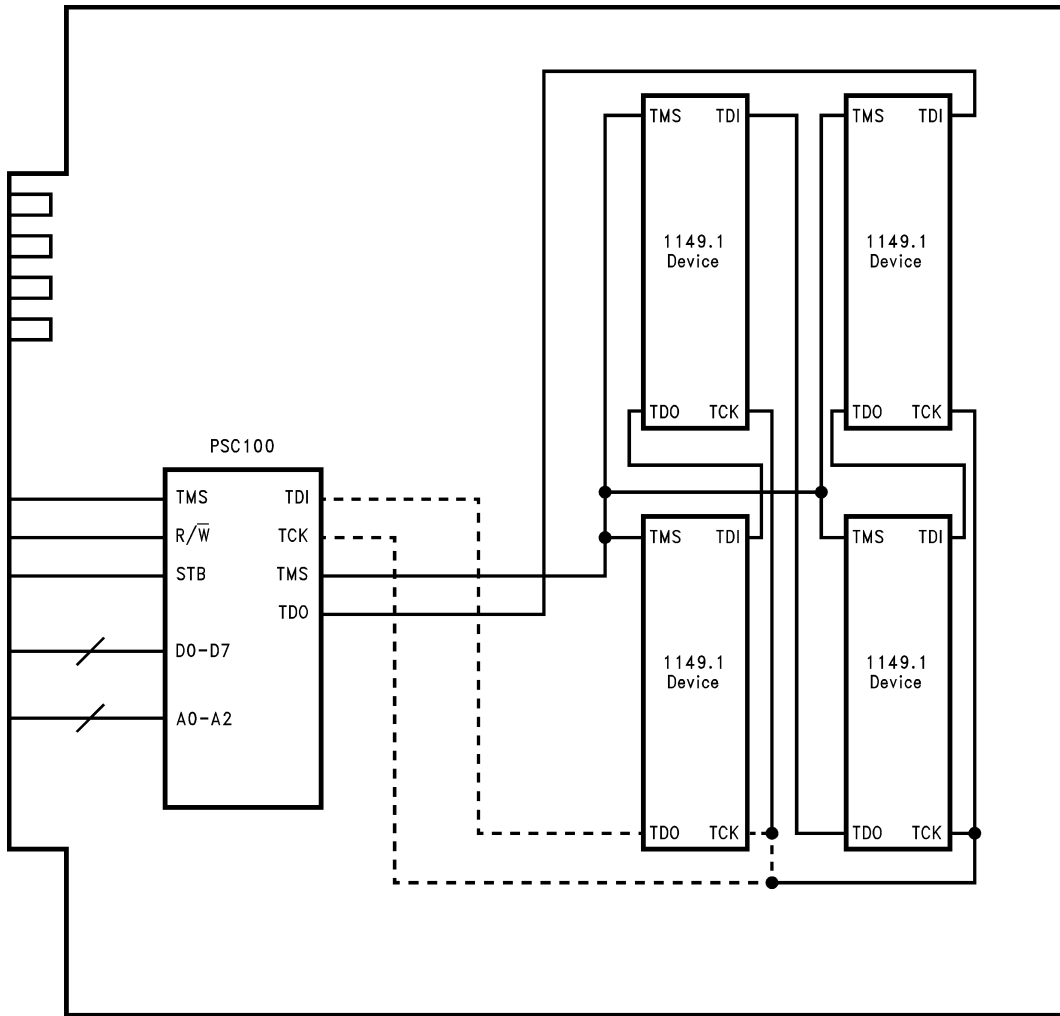 TMS TDI
TMS TDI
1149.1
Device
1149.1
Device
TDO TCK
TDO TCK
PSC100
TMS TDI
R/W̅ TCK
STB TMS
TDO
D0-D7
A0-A2
TMS TDI
TMS TDI
1149.1
Device
1149.1
Device
TDO TCK
TDO TCK